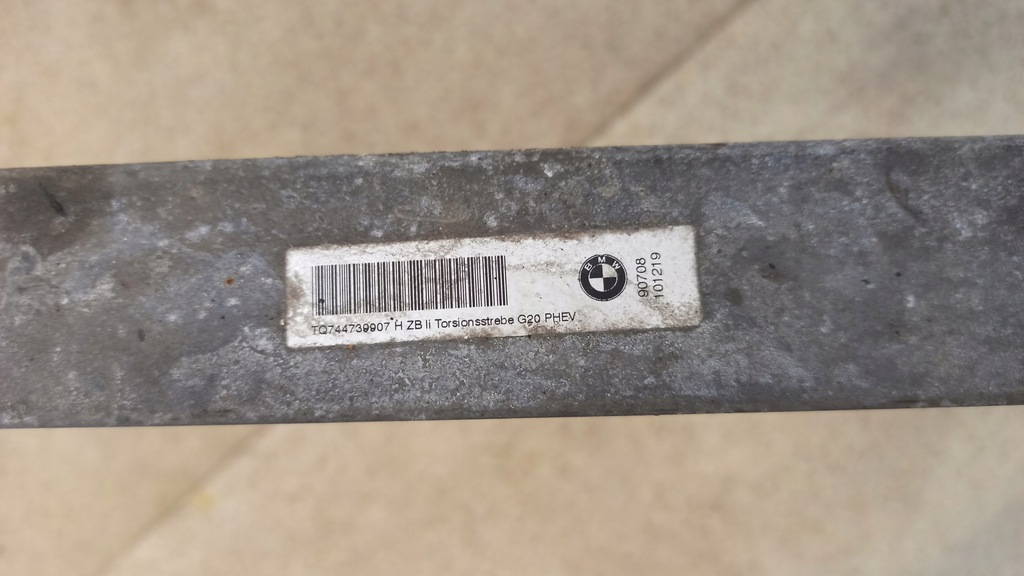 TQ744739907 H ZB li Torsionsstrebe G20 PHEV
BMW
90708
101219